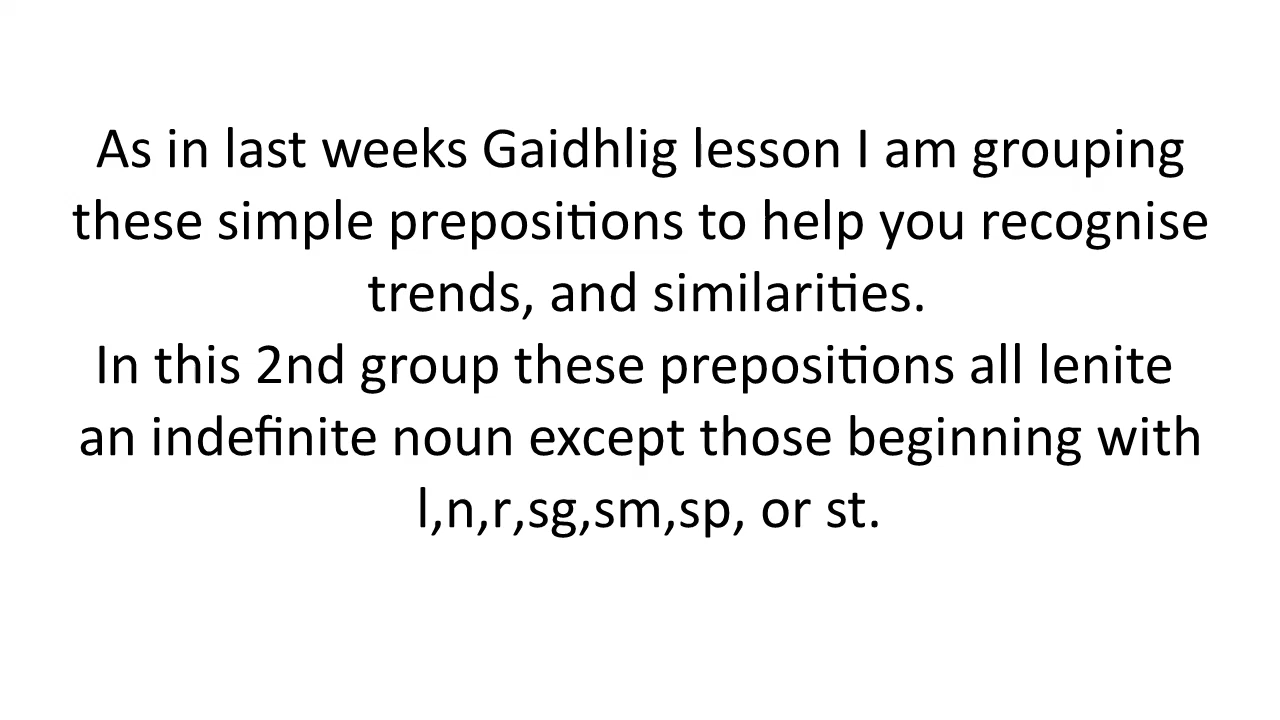 As in last weeks Gaidhlig lesson I am grouping
these simple prepositions to help you recognise
trends, and similarities.
In this 2nd group these prepositions all lenite
an indefinite noun except those beginning with
l,n,r,sg,sm,sp, or st.